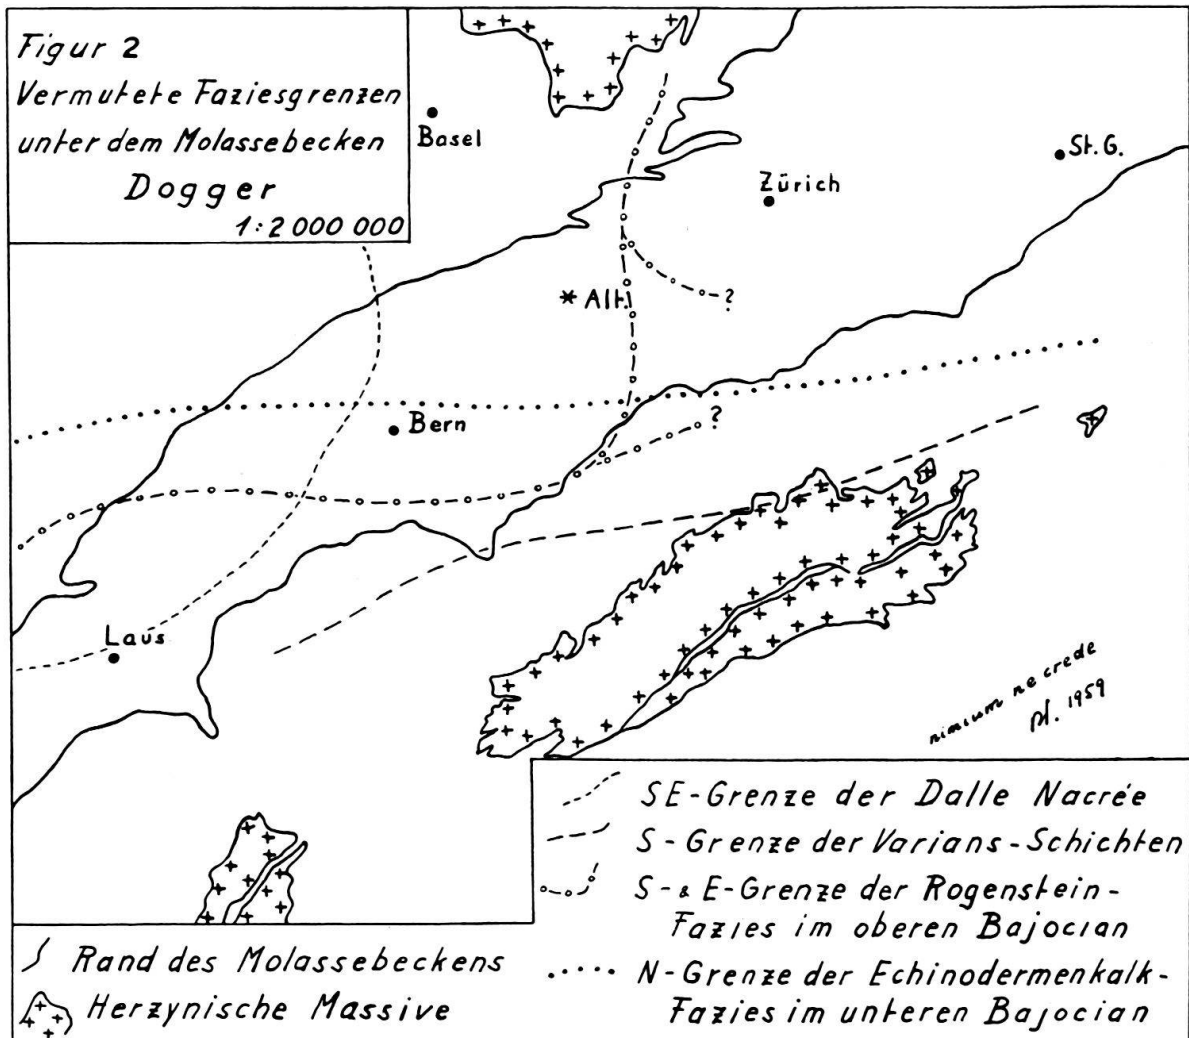 Figur 2
Vermutete Faziesgrenzen
unter dem Molassebecken
Dogger
1:2 000 000
Basel
St. G.
Zürich
* Alt.
?
Bern
?
Laus
nimium ne crede
1959
SE-Grenze der Dalle Nacrée
S-Grenze der Varians-Schichten
S- & E-Grenze der Rogenstein-
Fazies im oberen Bajocian
N-Grenze der Echinodermenkalk-
Fazies im unteren Bajocian
Rand des Molassebeckens
Herzynische Massive